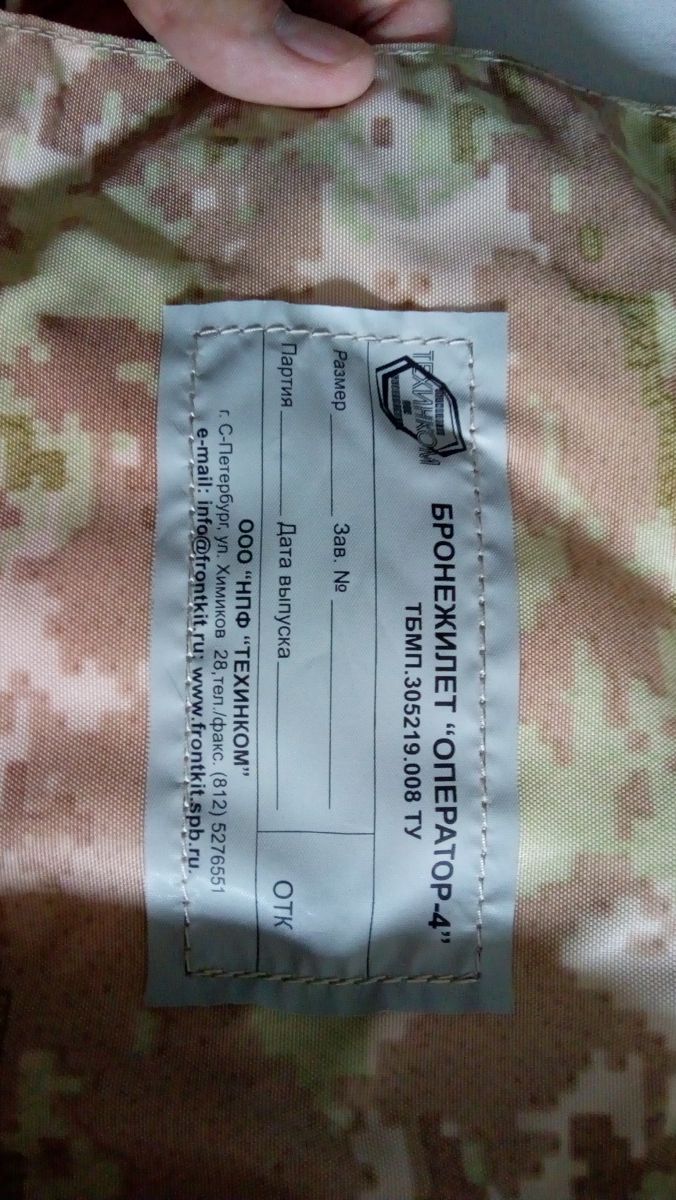 ТЕХИНКОМ
БРОНЕЖИЛЕТ “ОПЕРАТОР-4”
ТБМП.305219.008 ТУ
Размер Зав. №
Партия Дата выпуска ОТК
ООО “НПФ “ТЕХИНКОМ”
г. С-Петербург, ул. Химиков 28,тел./факс. (812) 5276551
e-mail: info@frontkit.ru; www.frontkit.spb.ru.